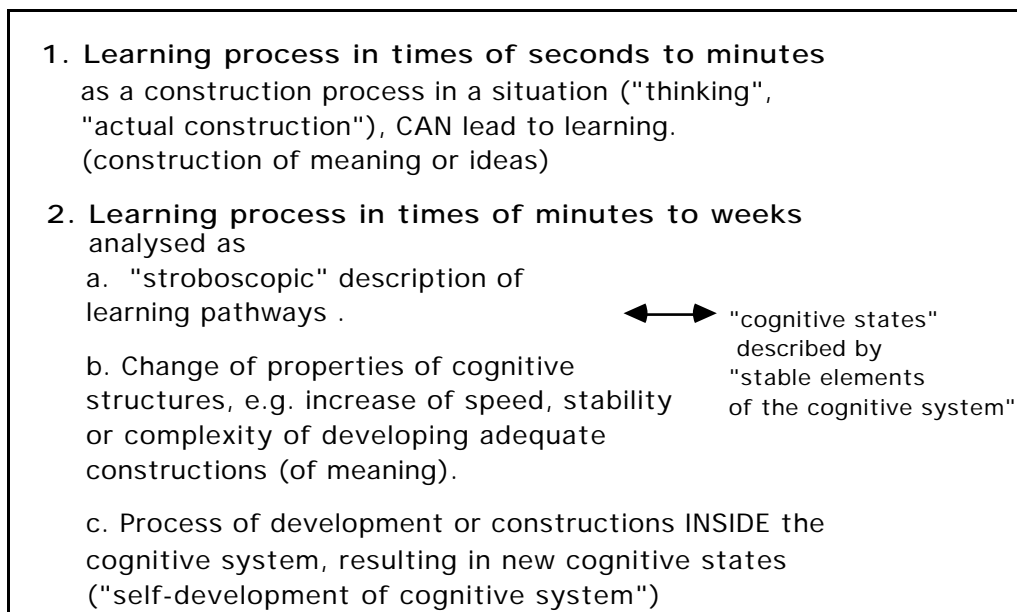 1. Learning process in times of seconds to minutes
as a construction process in a situation ("thinking",
"actual construction"), CAN lead to learning.
(construction of meaning or ideas)
2. Learning process in times of minutes to weeks
analysed as
a. "stroboscopic" description of
learning pathways .
"cognitive states"
described by
"stable elements
of the cognitive system"
b. Change of properties of cognitive
structures, e.g. increase of speed, stability
or complexity of developing adequate
constructions (of meaning).
c. Process of development or constructions INSIDE the
cognitive system, resulting in new cognitive states
("self-development of cognitive system")